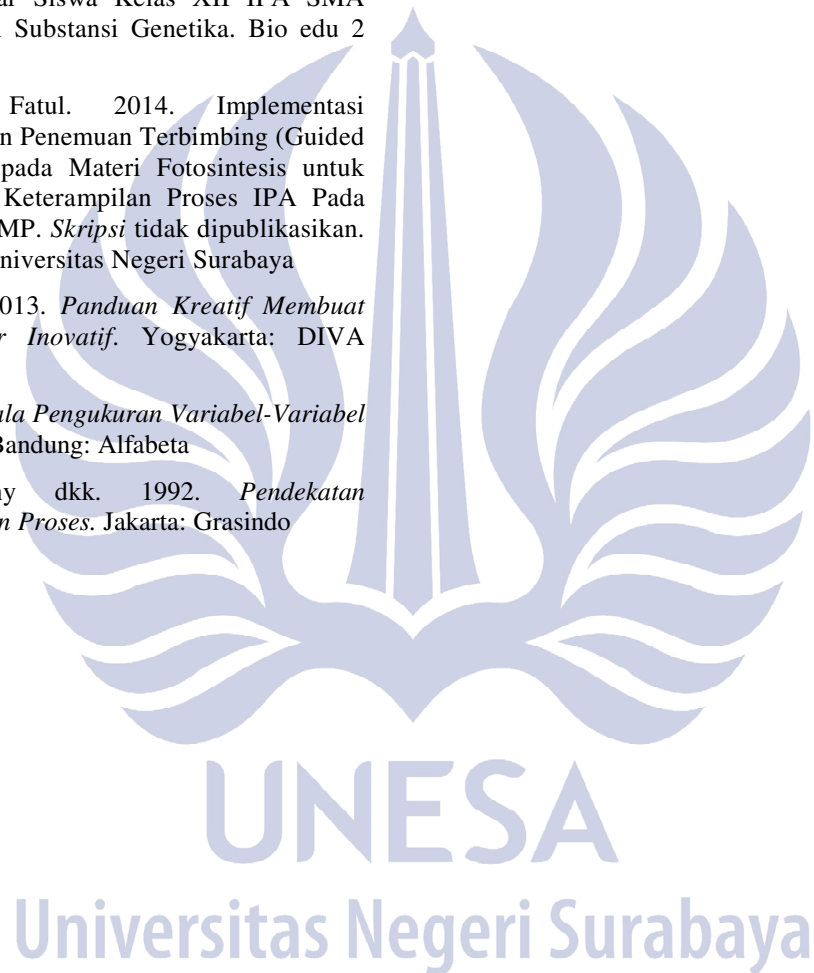 Siswa Kelas XII IPA SMA
Substansi Genetika. Bio edu 2
Fatul. 2014. Implementasi
Penemuan Terbimbing (Guided
pada Materi Fotosintesis untuk
Keterampilan Proses IPA Pada
MP. Skripsi tidak dipublikasikan.
niversitas Negeri Surabaya
013. Panduan Kreatif Membuat
Inovatif. Yogyakarta: DIVA
ala Pengukuran Variabel-Variabel
Bandung: Alfabeta
ny dkk. 1992. Pendekatan
n Proses. Jakarta: Grasindo
UNESA
Universitas Negeri Surabaya